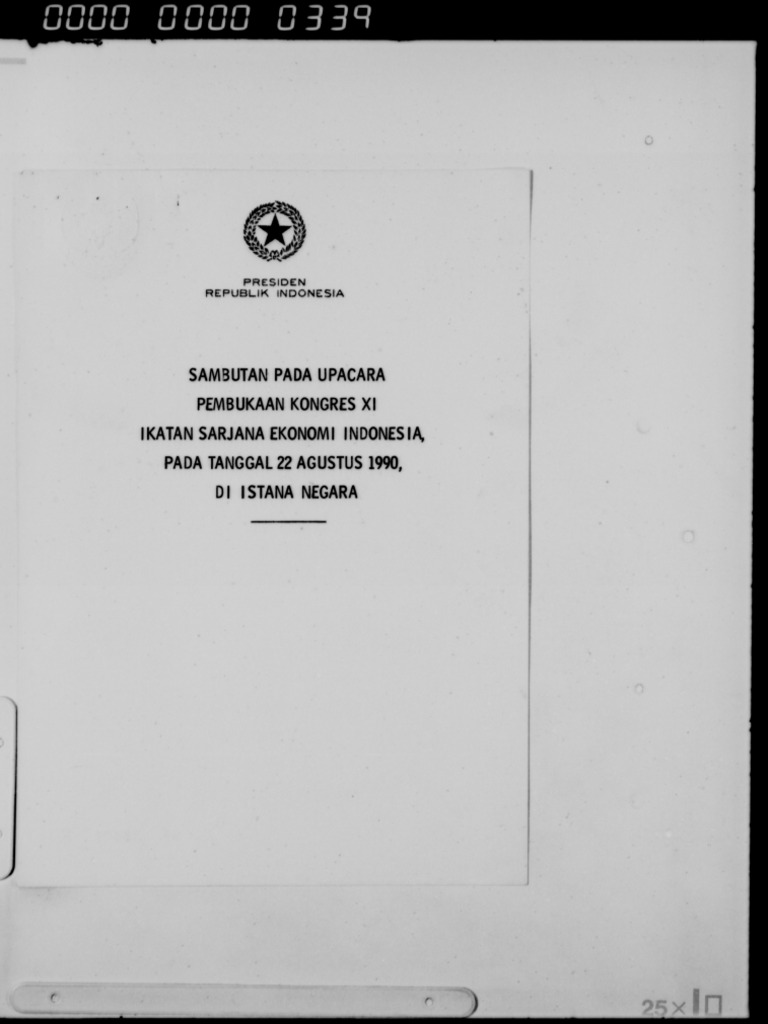 0000 0000 0339
PRESIDEN
REPUBLIK INDONESIA
SAMBUTAN PADA UPACARA
PEMBUKAAN KONGRES XI
IKATAN SARJANA EKONOMI INDONESIA,
PADA TANGGAL 22 AGUSTUS 1990,
DI ISTANA NEGARA
25×